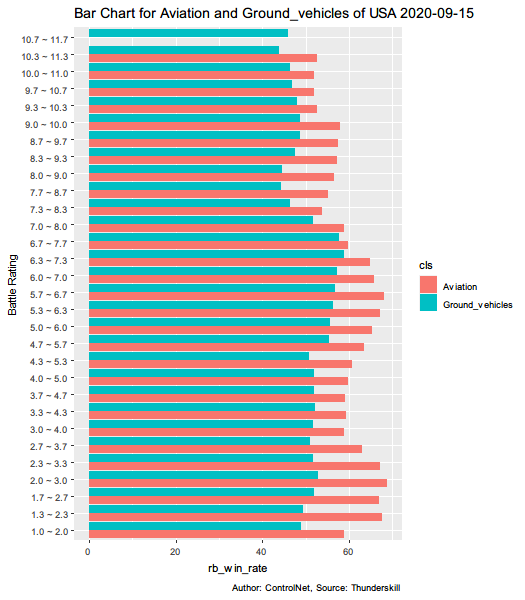 Bar Chart for Aviation and Ground_vehicles of USA 2020-09-15
Battle Rating
10.7 ~ 11.7
10.3 ~ 11.3
10.0 ~ 11.0
9.7 ~ 10.7
9.3 ~ 10.3
9.0 ~ 10.0
8.7 ~ 9.7
8.3 ~ 9.3
8.0 ~ 9.0
7.7 ~ 8.7
7.3 ~ 8.3
7.0 ~ 8.0
6.7 ~ 7.7
6.3 ~ 7.3
6.0 ~ 7.0
5.7 ~ 6.7
5.3 ~ 6.3
5.0 ~ 6.0
4.7 ~ 5.7
4.3 ~ 5.3
4.0 ~ 5.0
3.7 ~ 4.7
3.3 ~ 4.3
3.0 ~ 4.0
2.7 ~ 3.7
2.3 ~ 3.3
2.0 ~ 3.0
1.7 ~ 2.7
1.3 ~ 2.3
1.0 ~ 2.0
0 20 40 60
rb_win_rate
cls
Aviation
Ground_vehicles
Author: ControlNet, Source: Thunderskill